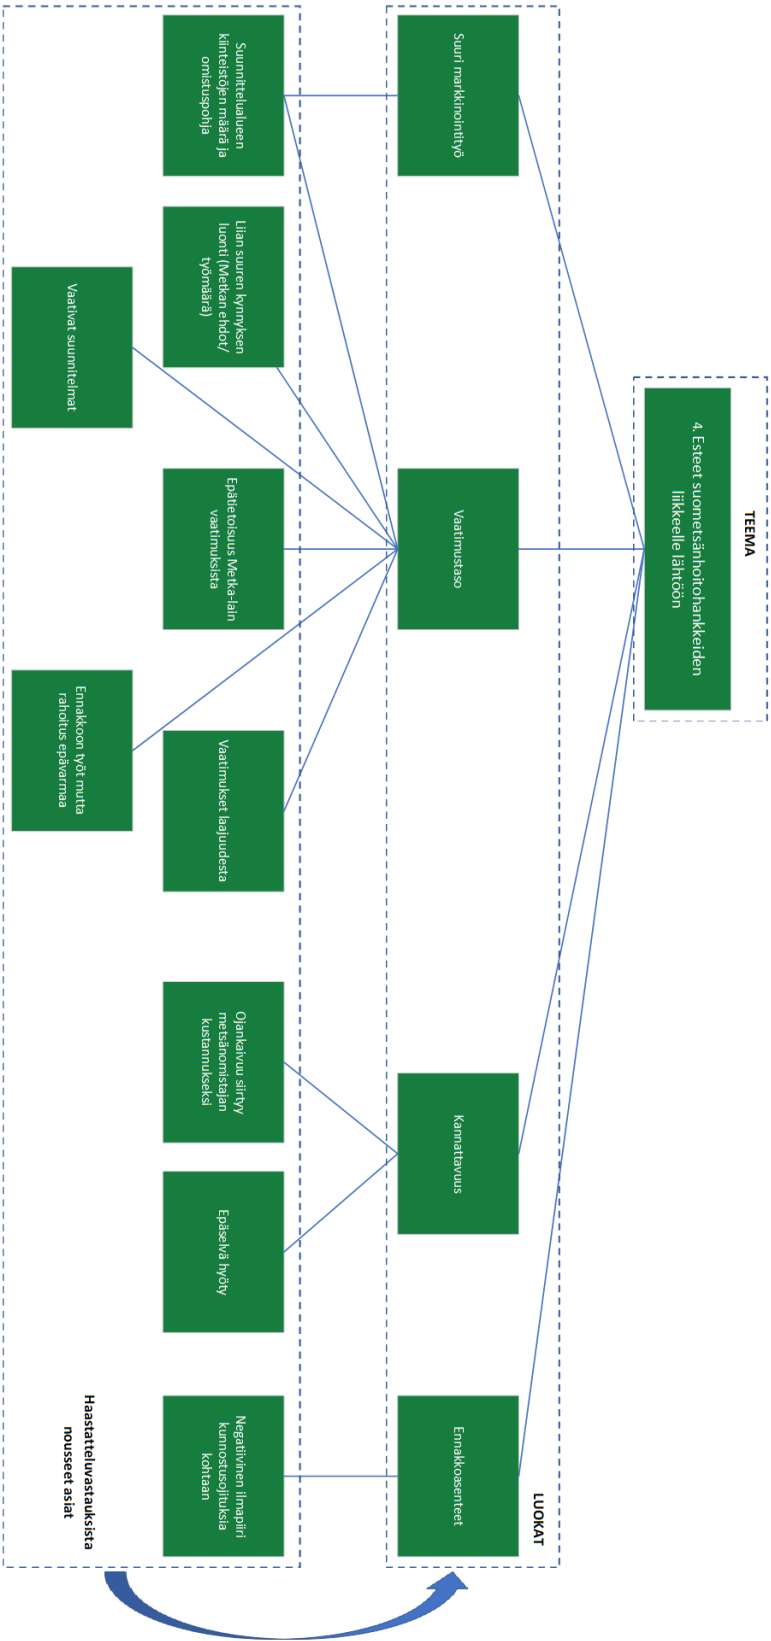 TEEMA
4. Esteet suometsänhoitohankkeiden
liikkeelle lähtöön
LUOKAT
Suuri markkinointityö
Vaatimustaso
Kannattavuus
Ennakkoasenteet
Suunnittelualueen
kiinteistöjen määrä ja
omistuspohja
Liian suuren kynnyksen
luonti (Metkan ehdot/
työmäärä)
Epätietoisuus Metka-lain
vaatimuksista
Vaatimukset laajuudesta
Ojankaivuu siirtyy
metsänomistajan
kustannukseksi
Epäselvä hyöty
Negatiivinen ilmapiiri
kunnostusojituksia
kohtaan
Vaativat suunnitelmat
Ennakkoon työt mutta
rahoitus epävarmaa
Haastatteluvastauksista
nousseet asiat